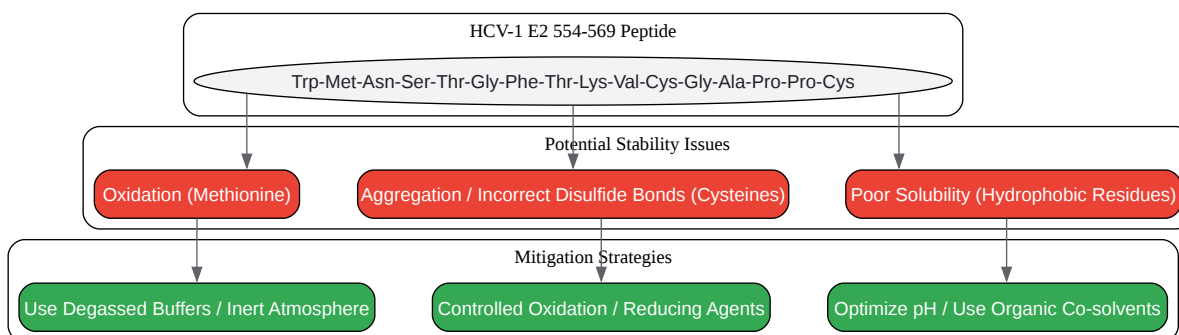 HCV-1 E2 554-569 Peptide
Trp-Met-Asn-Ser-Thr-Gly-Phe-Thr-Lys-Val-Cys-Gly-Ala-Pro-Pro-Cys
Potential Stability Issues
Oxidation (Methionine)
Aggregation / Incorrect Disulfide Bonds (Cysteines)
Poor Solubility (Hydrophobic Residues)
Mitigation Strategies
Use Degassed Buffers / Inert Atmosphere
Controlled Oxidation / Reducing Agents
Optimize pH / Use Organic Co-solvents